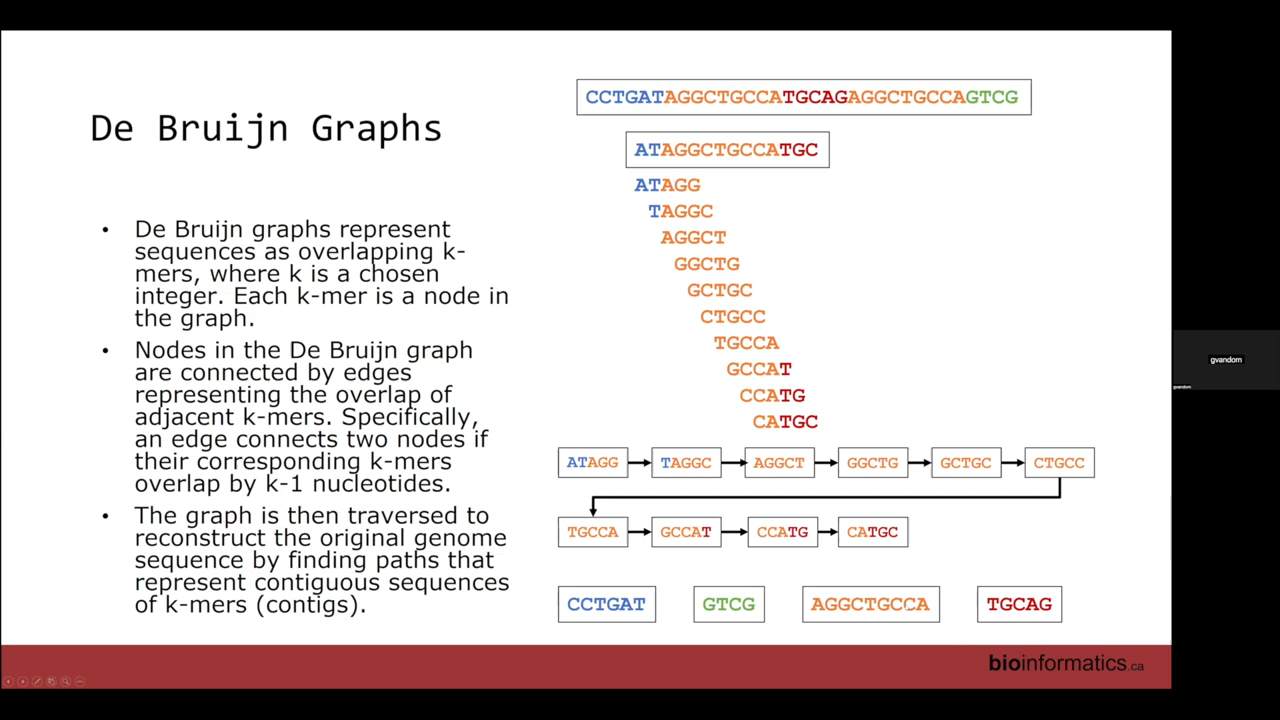 De Bruijn Graphs
• De Bruijn graphs represent
sequences as overlapping k-
mers, where k is a chosen
integer. Each k-mer is a node in
the graph.
• Nodes in the De Bruijn graph
are connected by edges
representing the overlap of
adjacent k-mers. Specifically,
an edge connects two nodes if
their corresponding k-mers
overlap by k-1 nucleotides.
• The graph is then traversed to
reconstruct the original genome
sequence by finding paths that
represent contiguous sequences
of k-mers (contigs).
CCTGATAGGCTGCCATGCAGAGGCTGCCAGTCG
ATAGGCTGCCATGC
ATAGG
TAGGC
AGGCT
GGCTG
GCTGC
CTGCC
TGCCA
GCCAT
CCATG
CATGC
ATAGG TAGGC AGGCT GGCTG GCTGC CTGCC
TGCCA GCCAT CCATG CATGC
CCTGAT GTCG AGGCTGCCA TGCAG
bioinformatics.ca
gvandom
gvandom